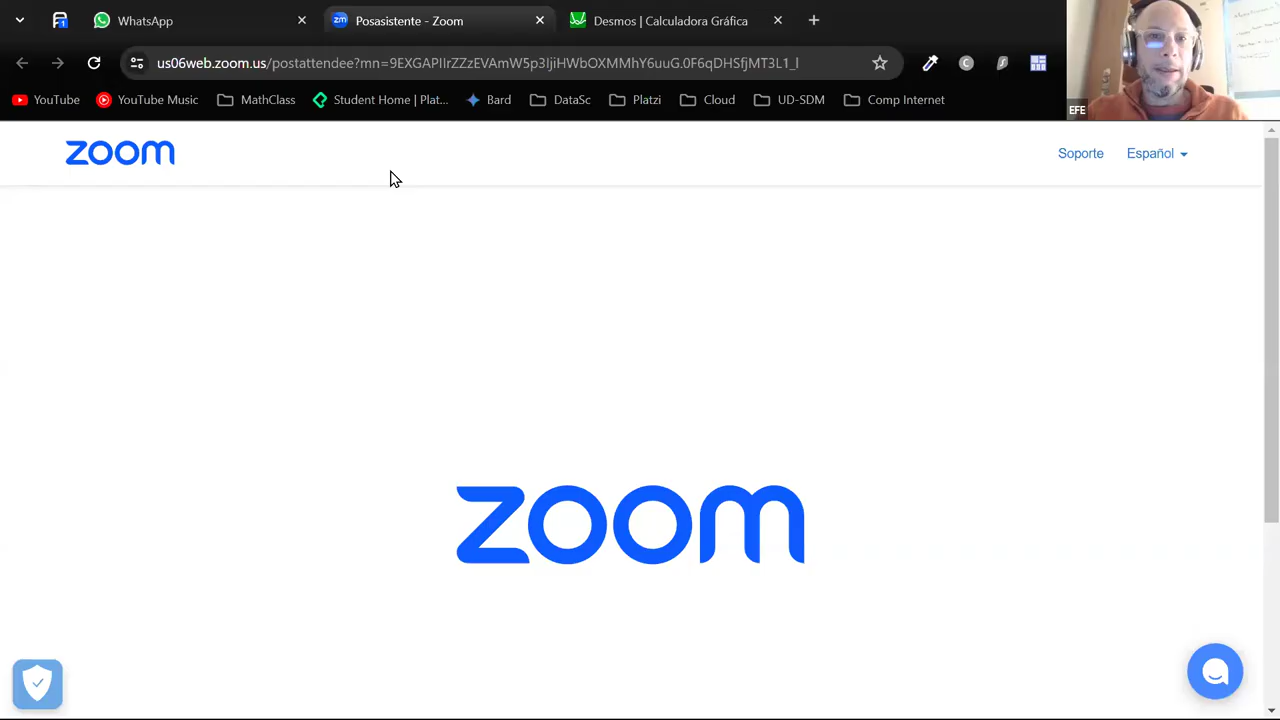 WhatsApp
Posasistente - Zoom
Desmos | Calculadora Gráfica
us06web.zoom.us/postattendee?mn=9EXGAPIIrZZzEVAmW5p3IjiHWbOXMMhY6uuG.0F6qDHSfjMT3L1_I
YouTube
YouTube Music
MathClass
Student Home | Plat...
Bard
DataSc
Platzi
Cloud
UD-SDM
Comp Internet
EFE
zoom
Soporte
Español
zoom